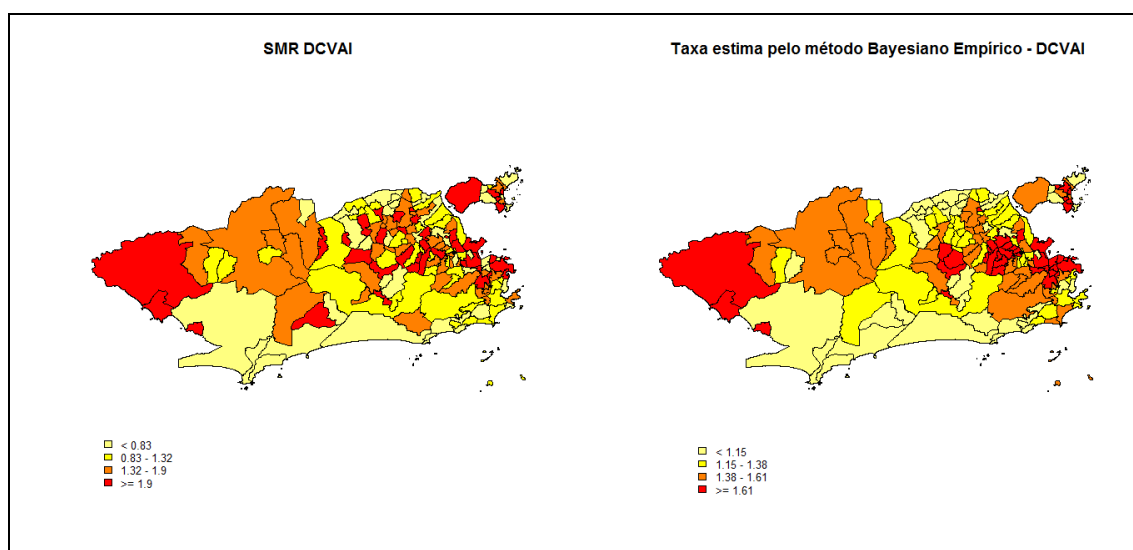 SMR DCVAI
Taxa estima pelo método Bayesiano Empírico - DCVAI
< 0.83
0.83 - 1.32
1.32 - 1.9
>= 1.9
< 1.15
1.15 - 1.38
1.38 - 1.61
>= 1.61